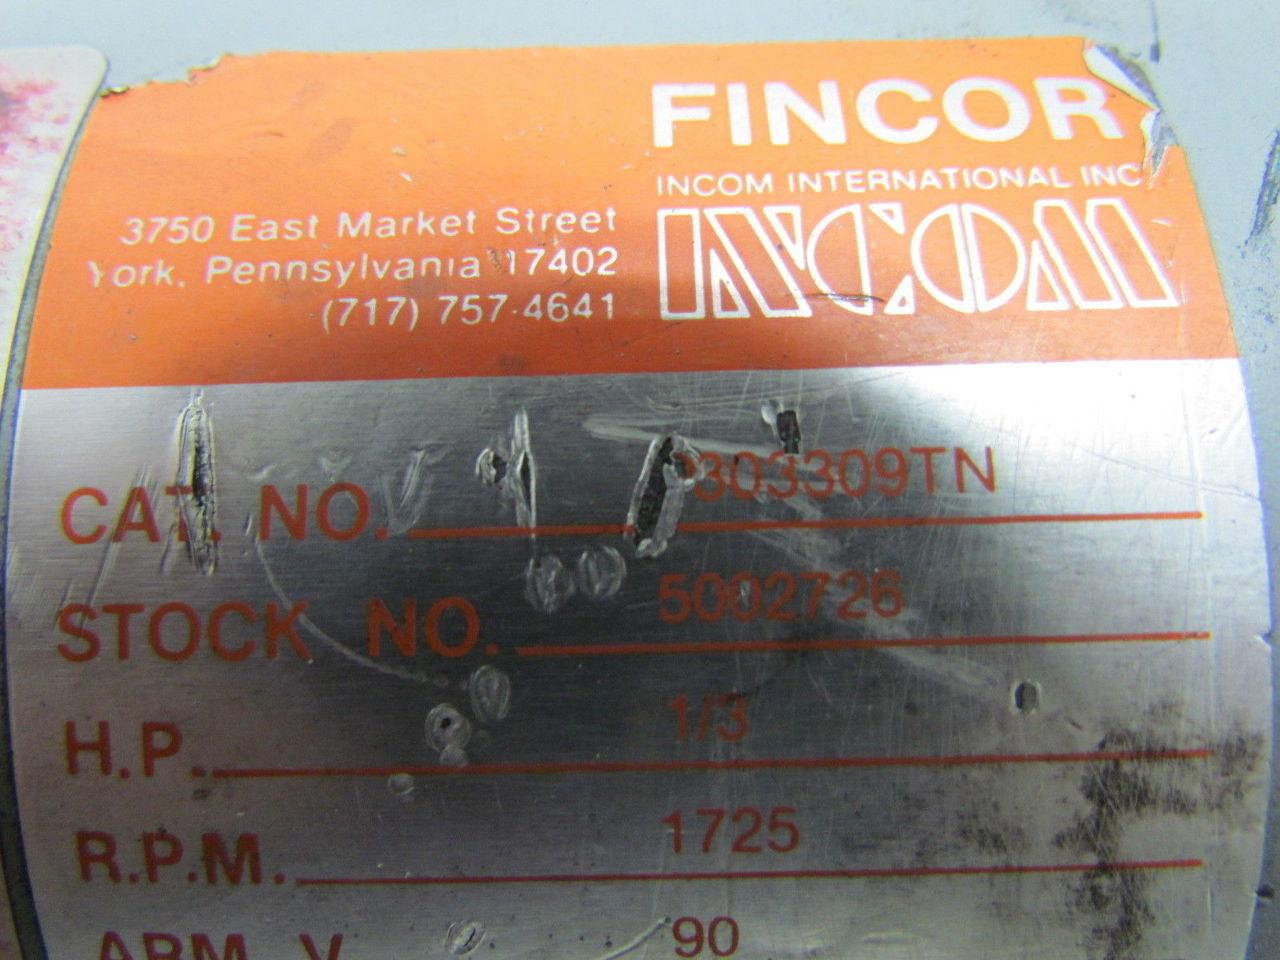 FINCOR
INCOM INTERNATIONAL INC
INCOM
3750 East Market Street
York, Pennsylvania 17402
(717) 757-4641
CAT. NO.
STOCK NO. 5002726
H.P. 1/3
R.P.M. 1725
ARM. V. 90